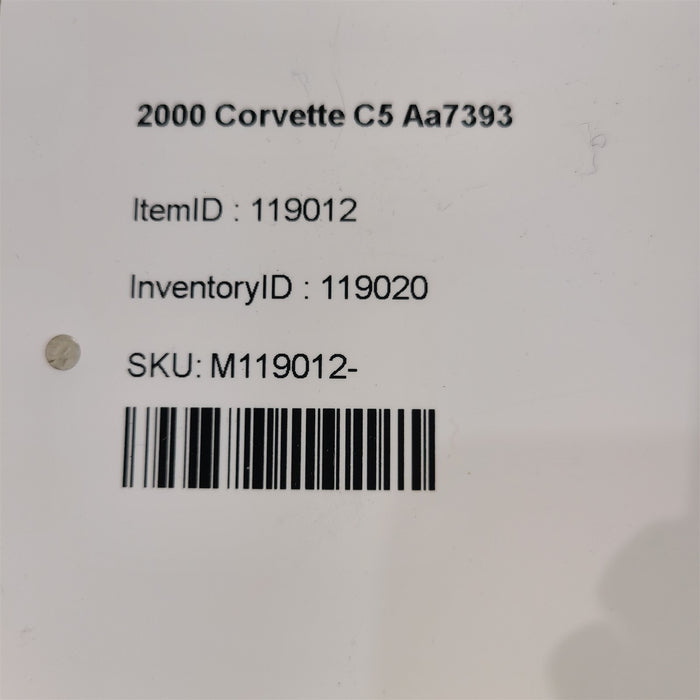 2000 Corvette C5 Aa7393
ItemID : 119012
InventoryID : 119020
SKU: M119012-